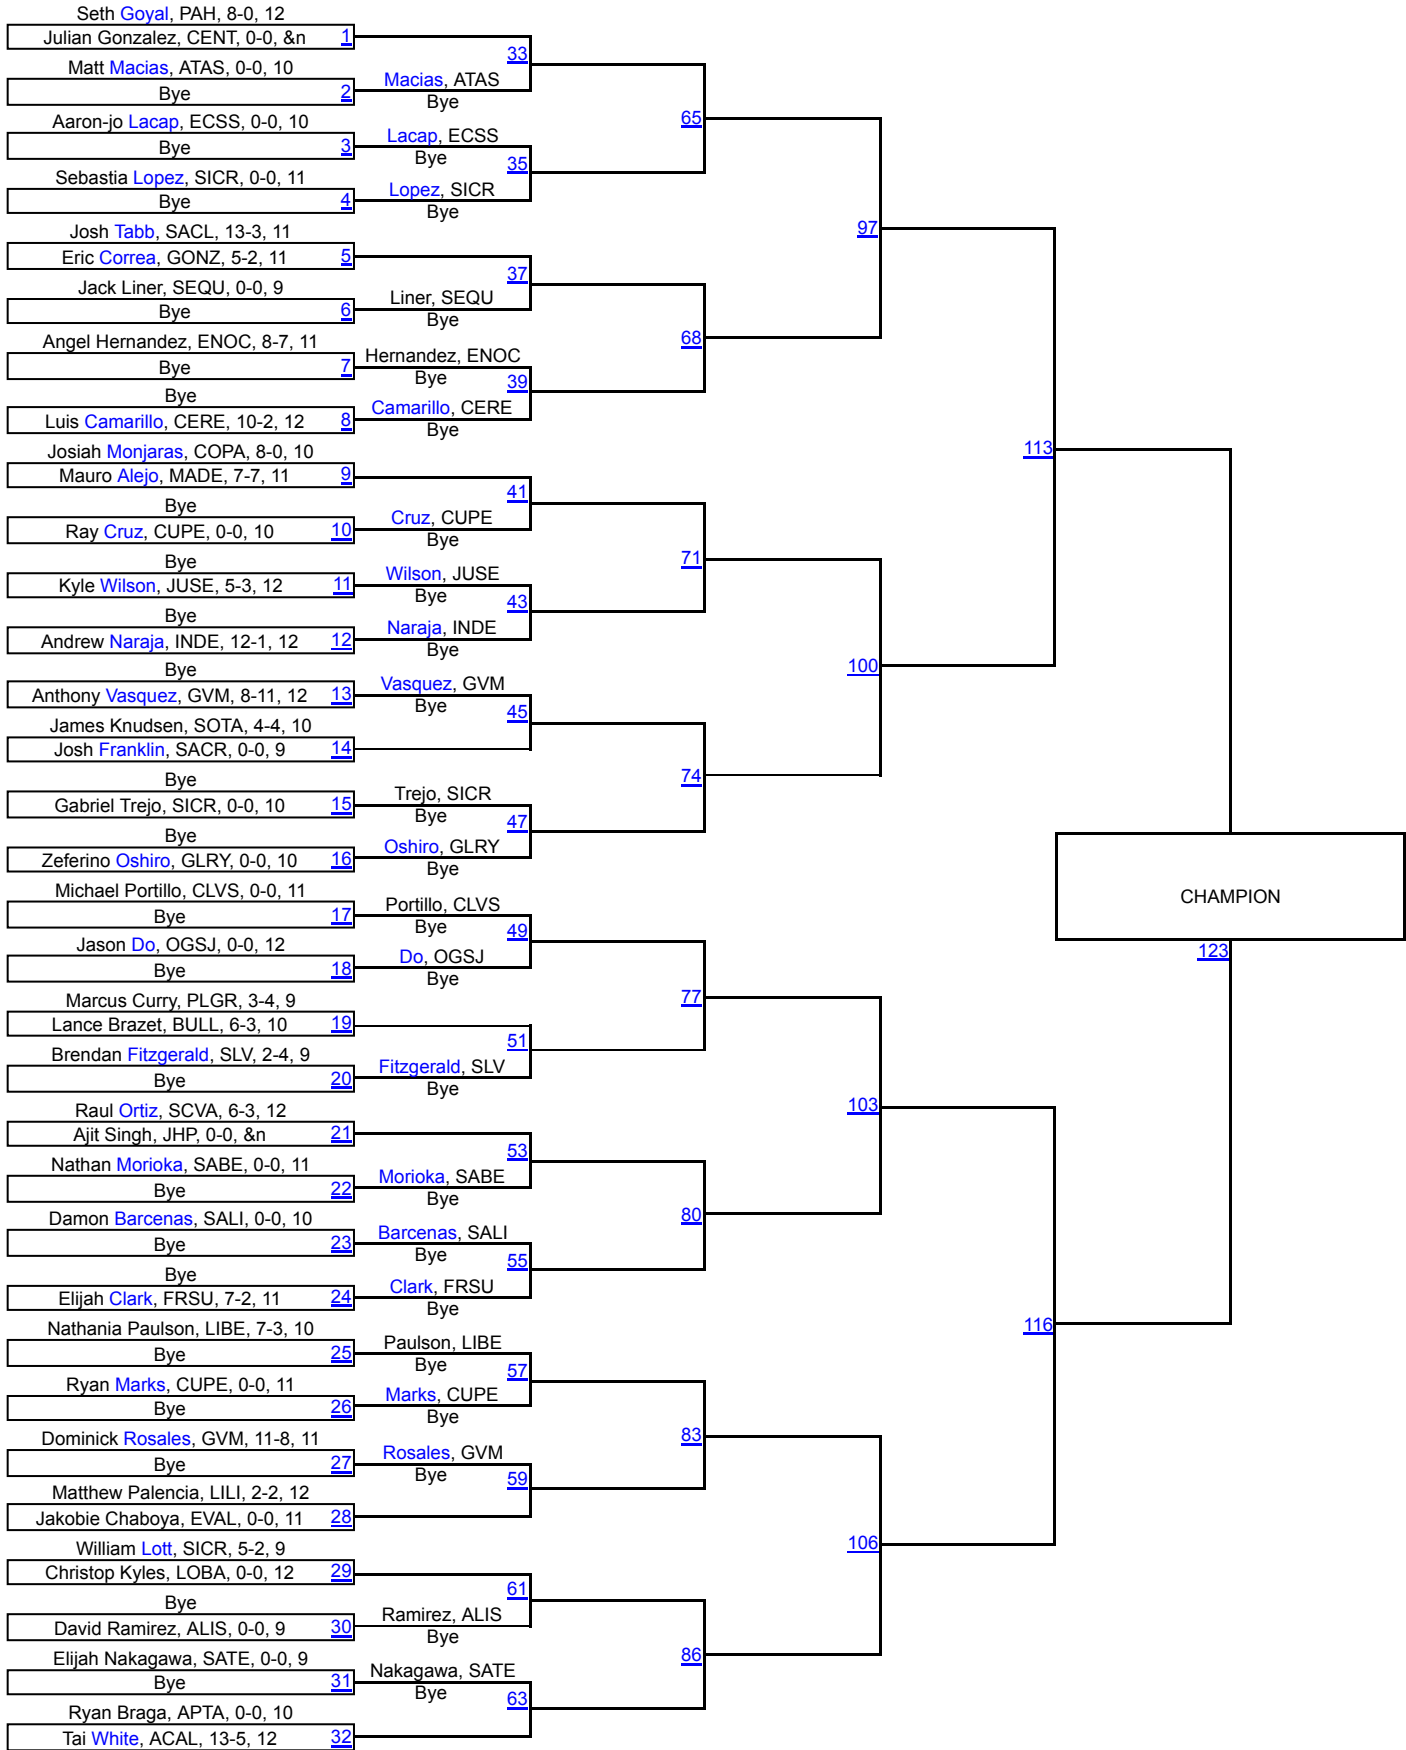 Seth Goyal, PAH, 8-0, 12
Julian Gonzalez, CENT, 0-0, &n 1
Matt Macias, ATAS, 0-0, 10
Bye 2
Aaron-jo Lacap, ECSS, 0-0, 10
Bye 3
Sebastia Lopez, SICR, 0-0, 11
Bye 4
Josh Tabb, SACL, 13-3, 11
Eric Correa, GONZ, 5-2, 11 5
Jack Liner, SEQU, 0-0, 9
Bye 6
Angel Hernandez, ENOC, 8-7, 11
Bye 7
Bye
Luis Camarillo, CERE, 10-2, 12 8
Josiah Monjaras, COPA, 8-0, 10
Mauro Alejo, MADE, 7-7, 11 9
Bye
Ray Cruz, CUPE, 0-0, 10 10
Bye
Kyle Wilson, JUSE, 5-3, 12 11
Bye
Andrew Naraja, INDE, 12-1, 12 12
Bye
Anthony Vasquez, GVM, 8-11, 12 13
James Knudsen, SOTA, 4-4, 10
Josh Franklin, SACR, 0-0, 9 14
Bye
Gabriel Trejo, SICR, 0-0, 10 15
Bye
Zeferino Oshiro, GLRY, 0-0, 10 16
Michael Portillo, CLVS, 0-0, 11
Bye 17
Jason Do, OGSJ, 0-0, 12
Bye 18
Marcus Curry, PLGR, 3-4, 9
Lance Brazet, BULL, 6-3, 10 19
Brendan Fitzgerald, SLV, 2-4, 9
Bye 20
Raul Ortiz, SCVA, 6-3, 12
Ajit Singh, JHP, 0-0, &n 21
Nathan Morioka, SABE, 0-0, 11
Bye 22
Damon Barcenas, SALI, 0-0, 10
Bye 23
Bye
Elijah Clark, FRSU, 7-2, 11 24
Nathania Paulson, LIBE, 7-3, 10
Bye 25
Ryan Marks, CUPE, 0-0, 11
Bye 26
Dominick Rosales, GVM, 11-8, 11
Bye 27
Matthew Palencia, LILI, 2-2, 12
Jakobie Chaboya, EVAL, 0-0, 11 28
William Lott, SICR, 5-2, 9
Christop Kyles, LOBA, 0-0, 12 29
Bye
David Ramirez, ALIS, 0-0, 9 30
Elijah Nakagawa, SATE, 0-0, 9
Bye 31
Ryan Braga, APTA, 0-0, 10
Tai White, ACAL, 13-5, 12 32
33
Macias, ATAS
Bye
Lacap, ECSS
Bye
35
Lopez, SICR
Bye
37
Liner, SEQU
Bye
Hernandez, ENOC
Bye
39
Camarillo, CERE
Bye
41
Cruz, CUPE
Bye
Wilson, JUSE
Bye
43
Naraja, INDE
Bye
Vasquez, GVM
Bye
45
Trejo, SICR
Bye
47
Oshiro, GLRY
Bye
Portillo, CLVS
Bye
49
Do, OGSJ
Bye
51
Fitzgerald, SLV
Bye
53
Morioka, SABE
Bye
Barcenas, SALI
Bye
55
Clark, FRSU
Bye
Paulson, LIBE
Bye
57
Marks, CUPE
Bye
Rosales, GVM
Bye
59
61
Ramirez, ALIS
Bye
Nakagawa, SATE
Bye
63
65
68
71
74
77
80
83
86
97
100
103
106
113
116
CHAMPION
123